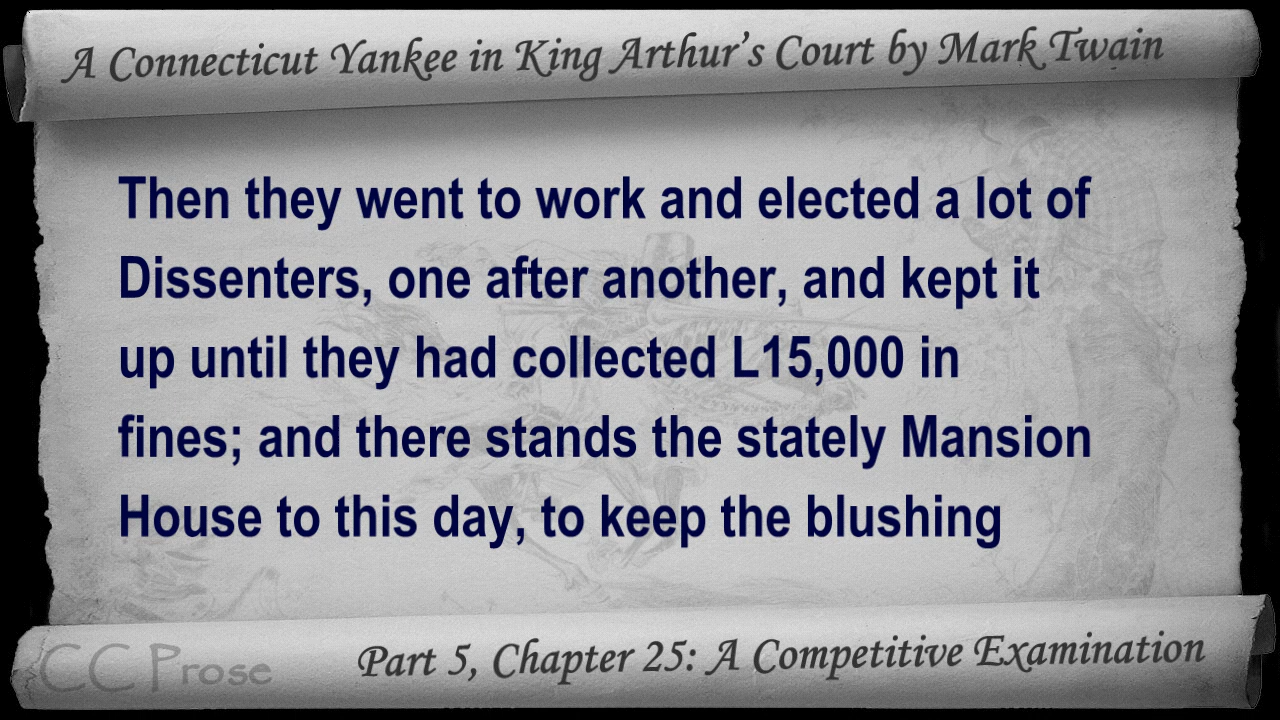 A Connecticut Yankee in King Arthur's Court by Mark Twain
Then they went to work and elected a lot of
Dissenters, one after another, and kept it
up until they had collected L15,000 in
fines; and there stands the stately Mansion
House to this day, to keep the blushing
CC Prose
Part 5, Chapter 25: A Competitive Examination